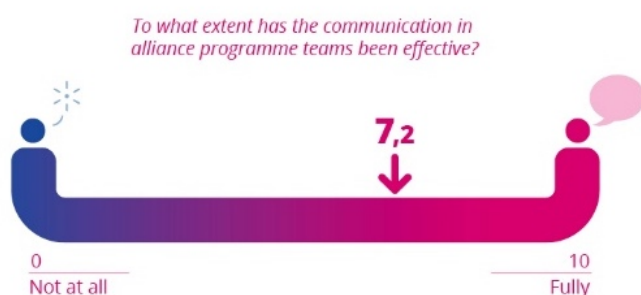 To what extent has the communication in
alliance programme teams been effective?
7,2
0
10
Not at all
Fully